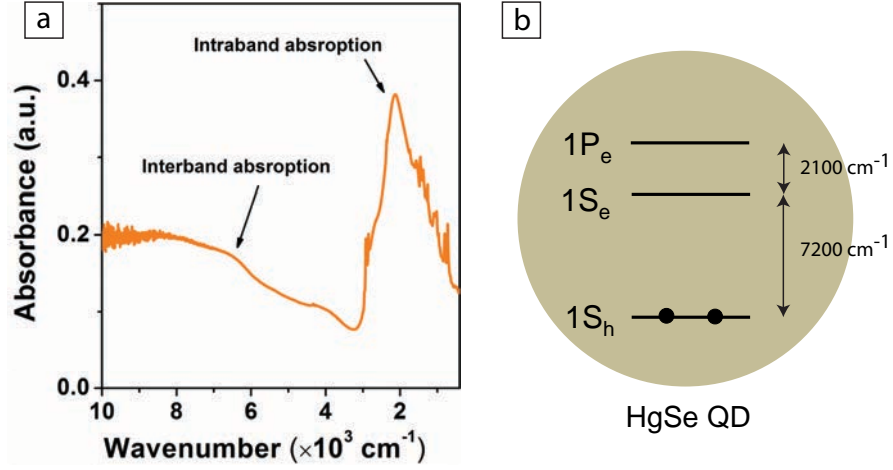 a
Intraband absroption
Interband absroption
Absorbance (a.u.)
0.4
0.2
0.0
10
8
6
4
2
Wavenumber (×10³ cm⁻¹)
b
1Pₑ
2100 cm⁻¹
1Sₑ
7200 cm⁻¹
1Sₕ
HgSe QD